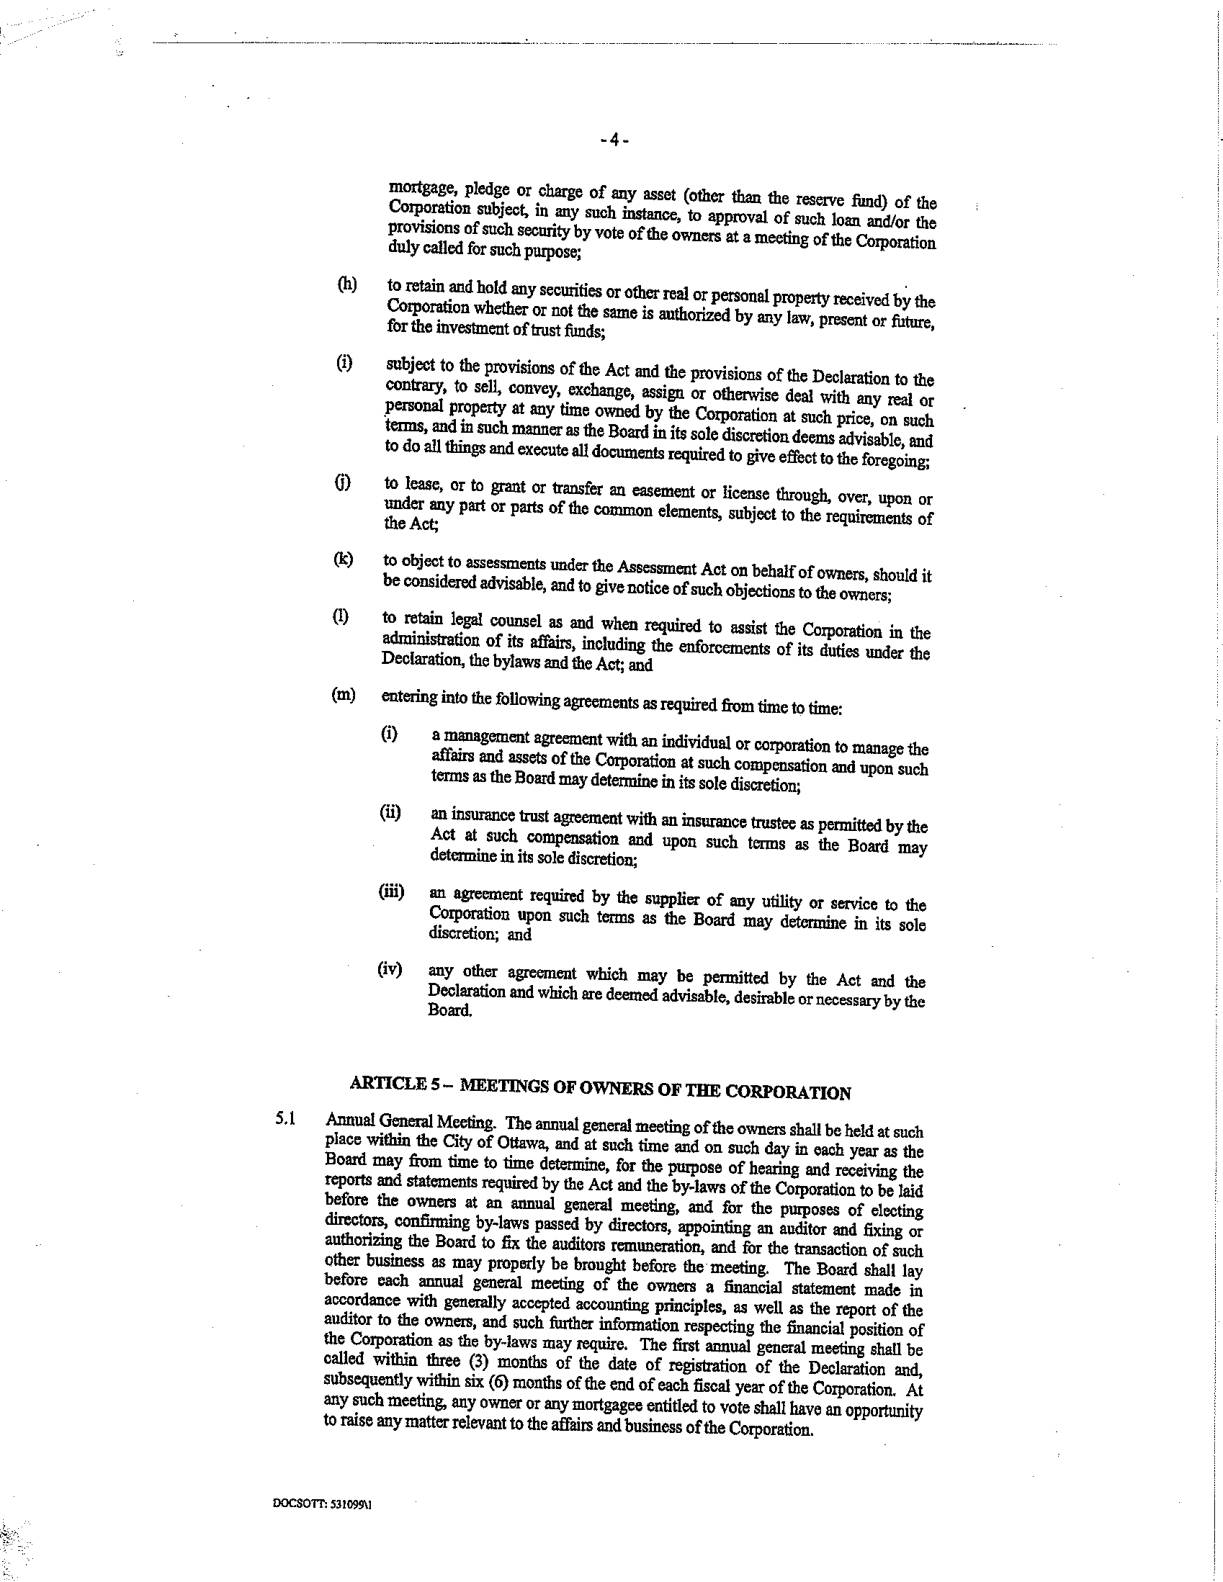 -4-
mortgage, pledge or charge of any asset (other than the reserve fund) of the
Corporation subject, in any such instance, to approval of such loan and/or the
provisions of such security by vote of the owners at a meeting of the Corporation
duly called for such purpose;
(h) to retain and hold any securities or other real or personal property received by the
Corporation whether or not the same is authorized by any law, present or future,
for the investment of trust funds;
(i) subject to the provisions of the Act and the provisions of the Declaration to the
contrary, to sell, convey, exchange, assign or otherwise deal with any real or
personal property at any time owned by the Corporation at such price, on such
terms, and in such manner as the Board in its sole discretion deems advisable, and
to do all things and execute all documents required to give effect to the foregoing;
(j) to lease, or to grant or transfer an easement or license through, over, upon or
under any part or parts of the common elements, subject to the requirements of
the Act;
(k) to object to assessments under the Assessment Act on behalf of owners, should it
be considered advisable, and to give notice of such objections to the owners;
(l) to retain legal counsel as and when required to assist the Corporation in the
administration of its affairs, including the enforcements of its duties under the
Declaration, the bylaws and the Act; and
(m) entering into the following agreements as required from time to time:
(i) a management agreement with an individual or corporation to manage the
affairs and assets of the Corporation at such compensation and upon such
terms as the Board may determine in its sole discretion;
(ii) an insurance trust agreement with an insurance trustee as permitted by the
Act at such compensation and upon such terms as the Board may
determine in its sole discretion;
(iii) an agreement required by the supplier of any utility or service to the
Corporation upon such terms as the Board may determine in its sole
discretion; and
(iv) any other agreement which may be permitted by the Act and the
Declaration and which are deemed advisable, desirable or necessary by the
Board.
ARTICLE 5 – MEETINGS OF OWNERS OF THE CORPORATION
5.1 Annual General Meeting. The annual general meeting of the owners shall be held at such
place within the City of Ottawa, and at such time and on such day in each year as the
Board may from time to time determine, for the purpose of hearing and receiving the
reports and statements required by the Act and the by-laws of the Corporation to be laid
before the owners at an annual general meeting, and for the purposes of electing
directors, confirming by-laws passed by directors, appointing an auditor and fixing or
authorizing the Board to fix the auditors remuneration, and for the transaction of such
other business as may properly be brought before the meeting. The Board shall lay
before each annual general meeting of the owners a financial statement made in
accordance with generally accepted accounting principles, as well as the report of the
auditor to the owners, and such further information respecting the financial position of
the Corporation as the by-laws may require. The first annual general meeting shall be
called within three (3) months of the date of registration of the Declaration and,
subsequently within six (6) months of the end of each fiscal year of the Corporation. At
any such meeting, any owner or any mortgagee entitled to vote shall have an opportunity
to raise any matter relevant to the affairs and business of the Corporation.
DOCSOTT: 531099\1